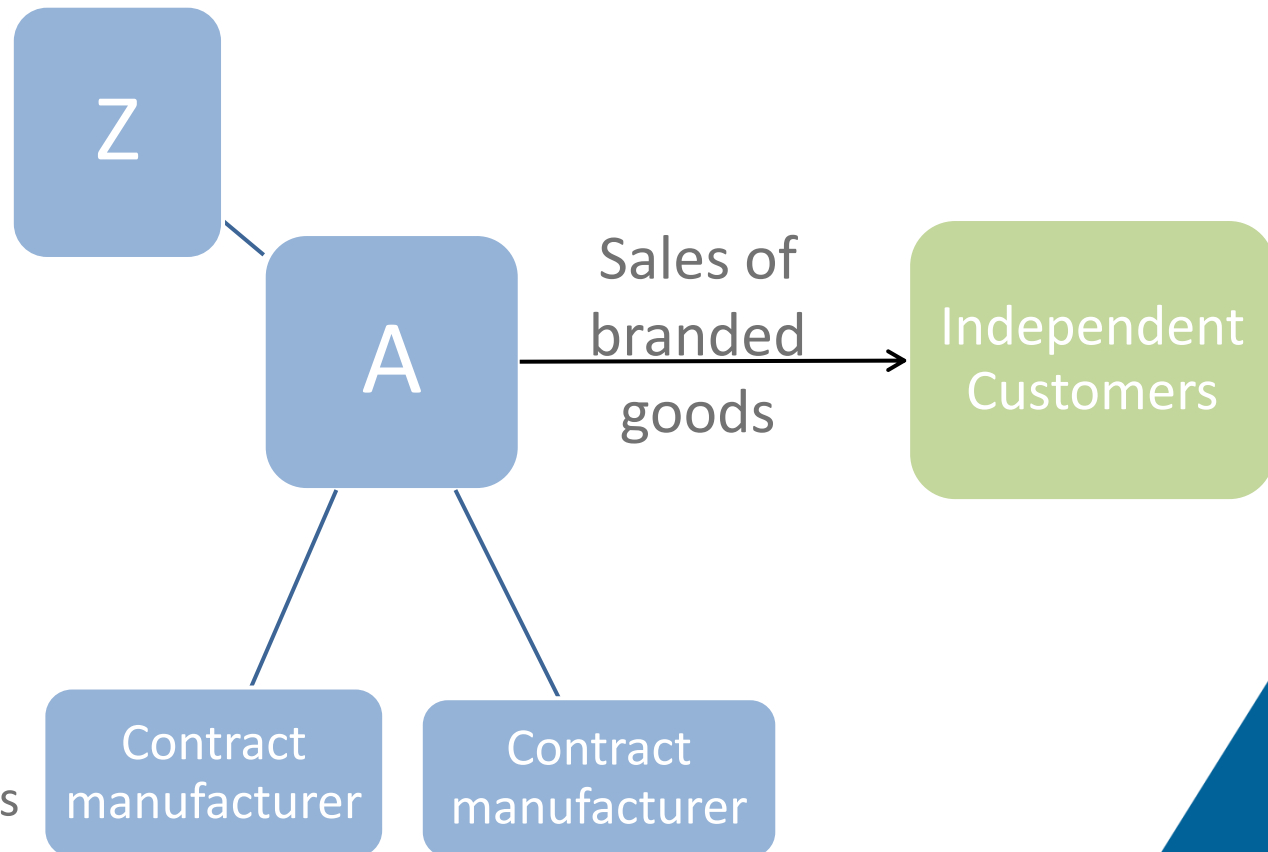 Z
A
Sales of
branded
goods
Independent
Customers
Contract
manufacturer
s
Contract
manufacturer